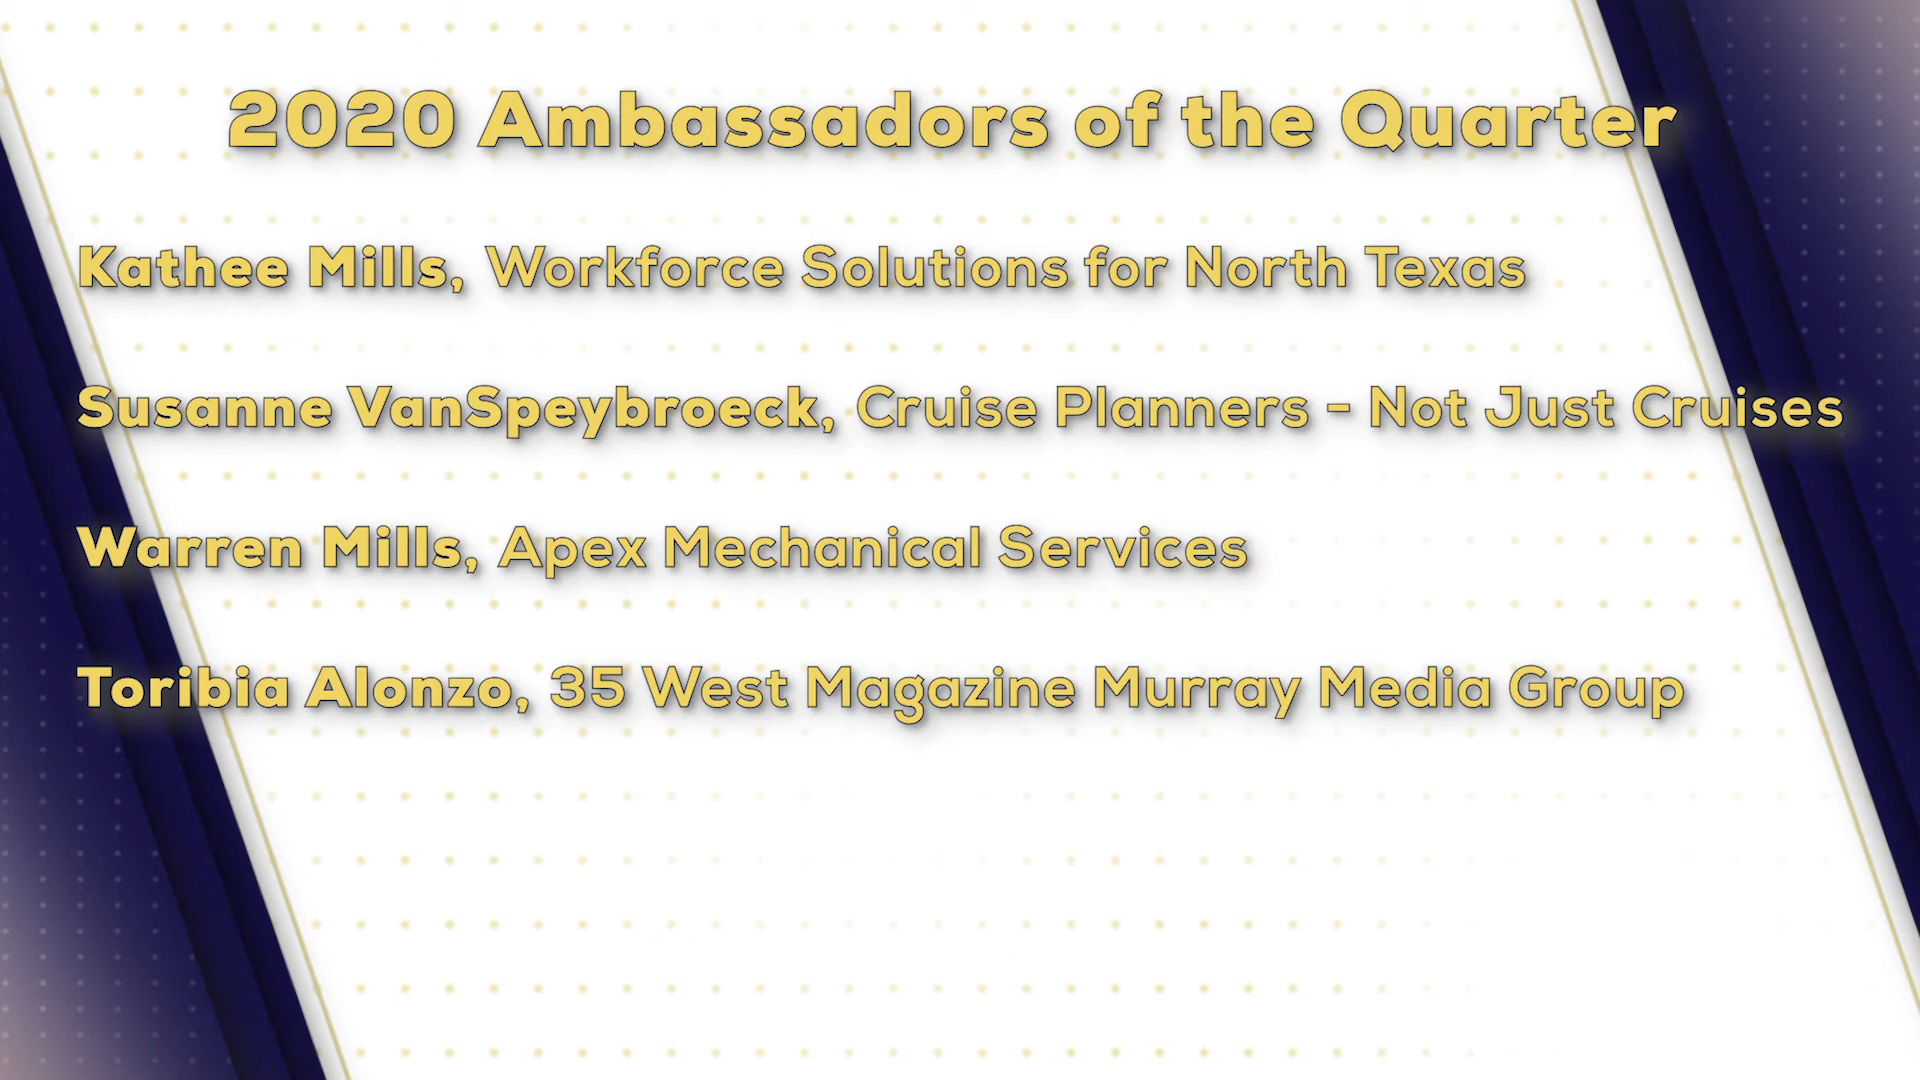 2020 Ambassadors of the Quarter
Kathee Mills, Workforce Solutions for North Texas
Susanne VanSpeybroeck, Cruise Planners - Not Just Cruises
Warren Mills, Apex Mechanical Services
Toribia Alonzo, 35 West Magazine Murray Media Group